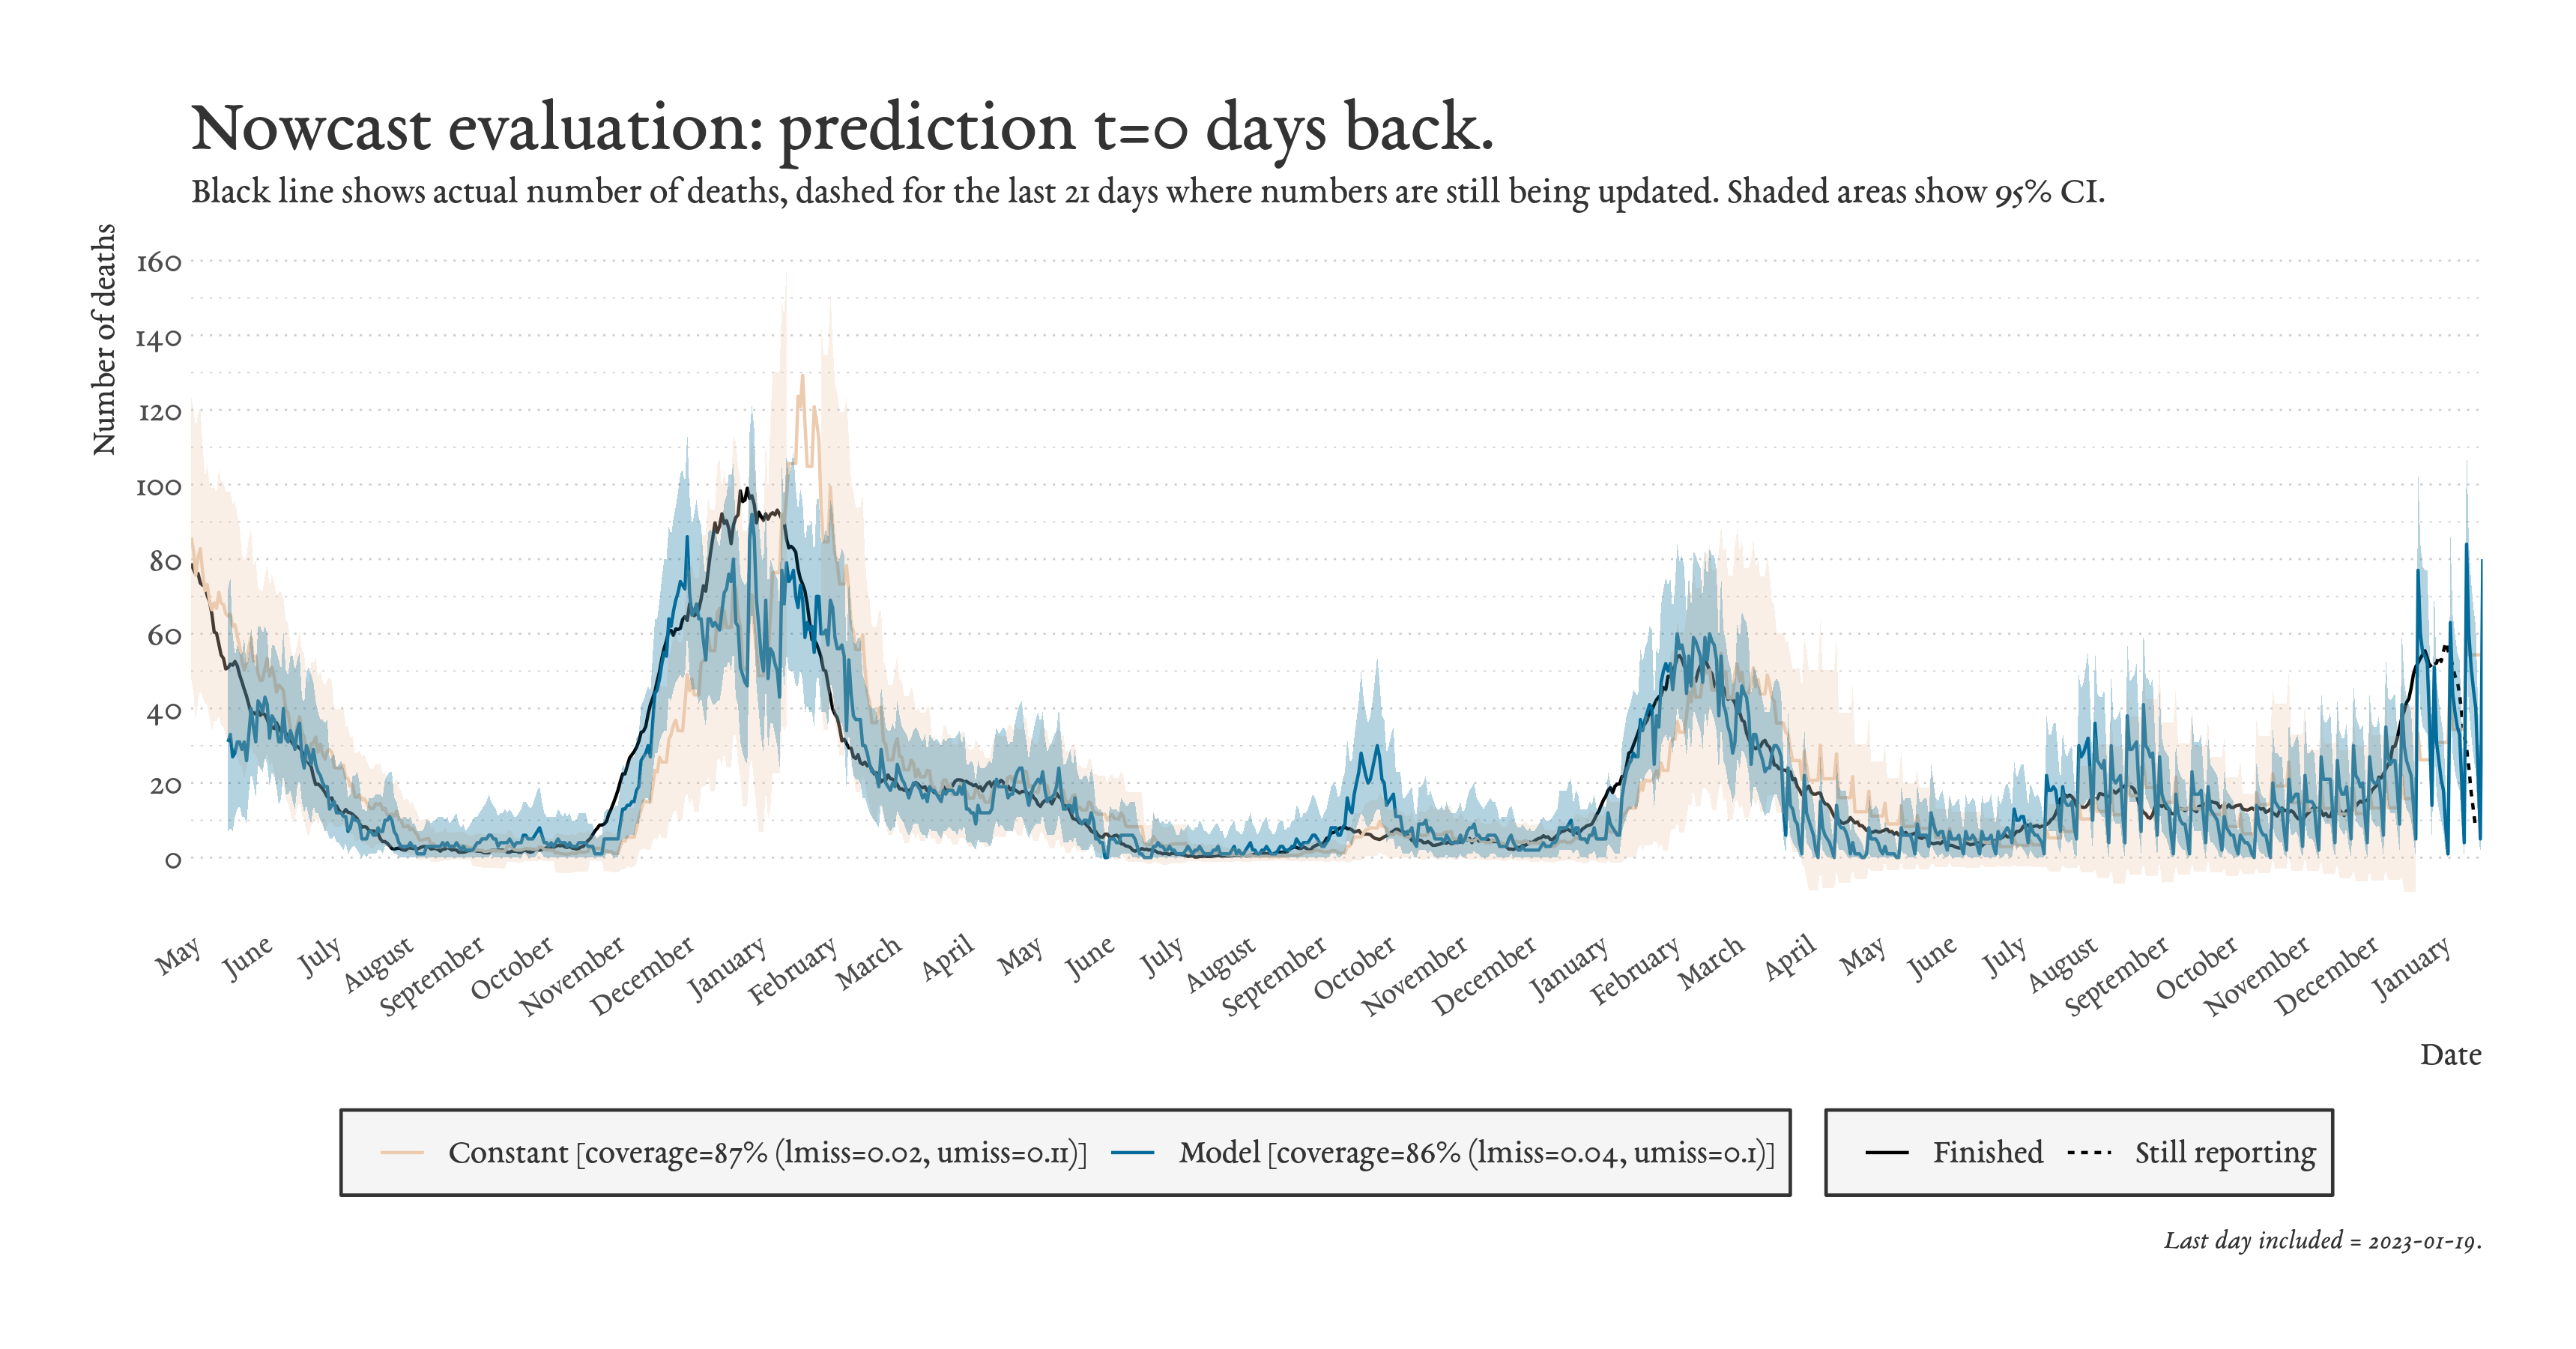 Nowcast evaluation: prediction t=0 days back.
Black line shows actual number of deaths, dashed for the last 21 days where numbers are still being updated. Shaded areas show 95% CI.
Number of deaths
160
140
120
100
80
60
40
20
0
May
June
July
August
September
October
November
December
January
February
March
April
May
June
July
August
September
October
November
December
January
February
March
April
May
June
July
August
September
October
November
December
January
Date
Constant [coverage=87% (lmiss=0.02, umiss=0.11)]
Model [coverage=86% (lmiss=0.04, umiss=0.1)]
Finished
Still reporting
Last day included = 2023-01-19.